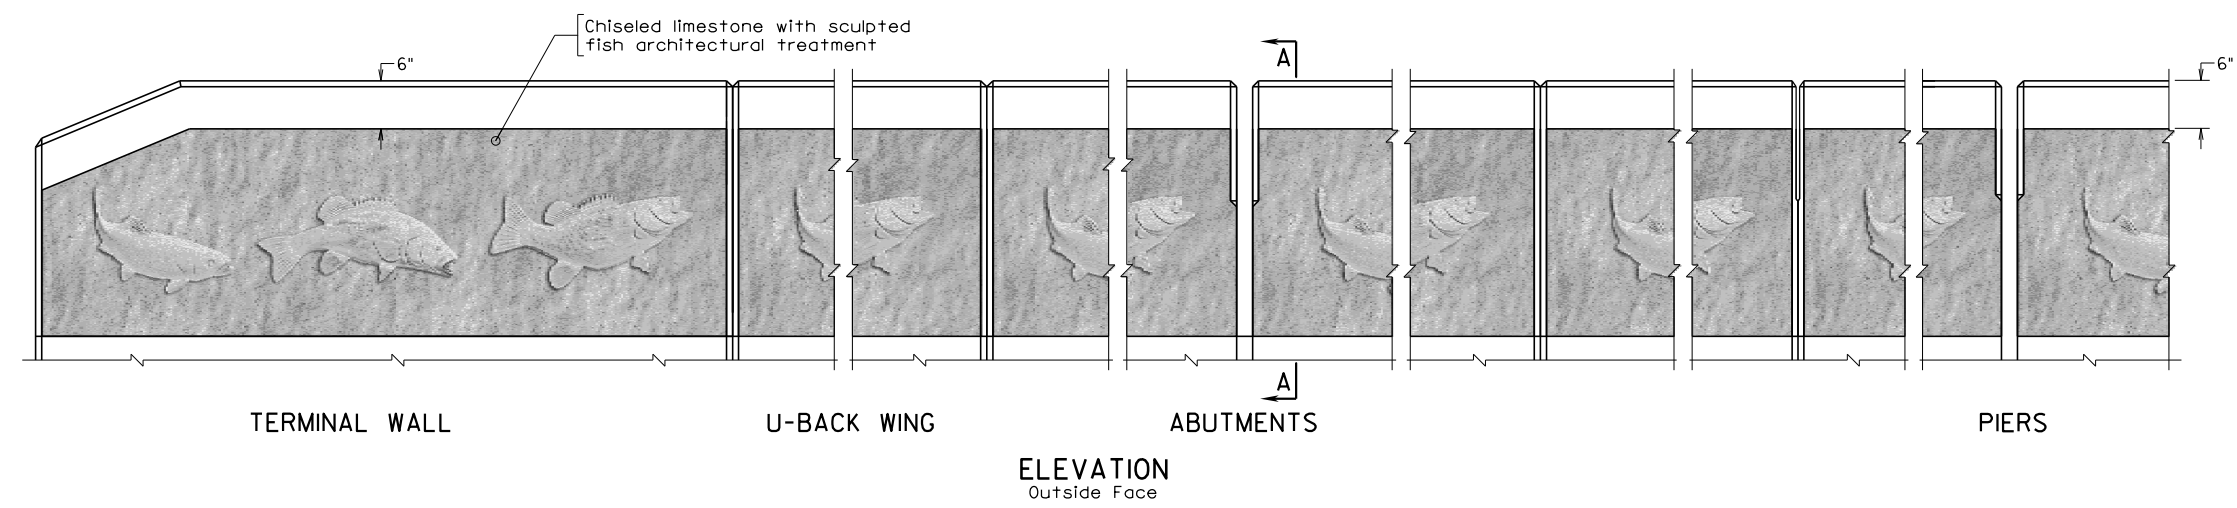 Chiseled limestone with sculpted
fish architectural treatment
6"
A
6"
A
TERMINAL WALL
U-BACK WING
ABUTMENTS
PIERS
ELEVATION
Outside Face